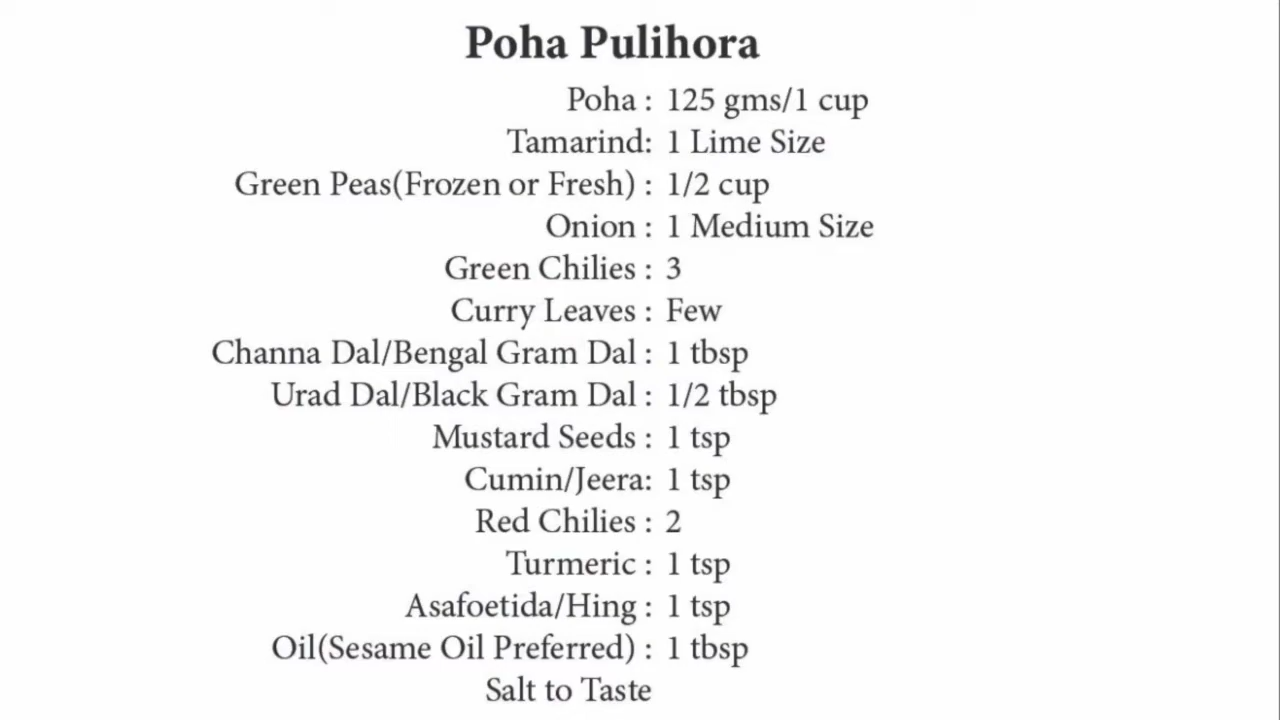 Poha Pulihora
Poha : 125 gms/1 cup
Tamarind: 1 Lime Size
Green Peas(Frozen or Fresh) : 1/2 cup
Onion : 1 Medium Size
Green Chilies : 3
Curry Leaves : Few
Channa Dal/Bengal Gram Dal : 1 tbsp
Urad Dal/Black Gram Dal : 1/2 tbsp
Mustard Seeds : 1 tsp
Cumin/Jeera: 1 tsp
Red Chilies : 2
Turmeric : 1 tsp
Asafoetida/Hing : 1 tsp
Oil(Sesame Oil Preferred) : 1 tbsp
Salt to Taste